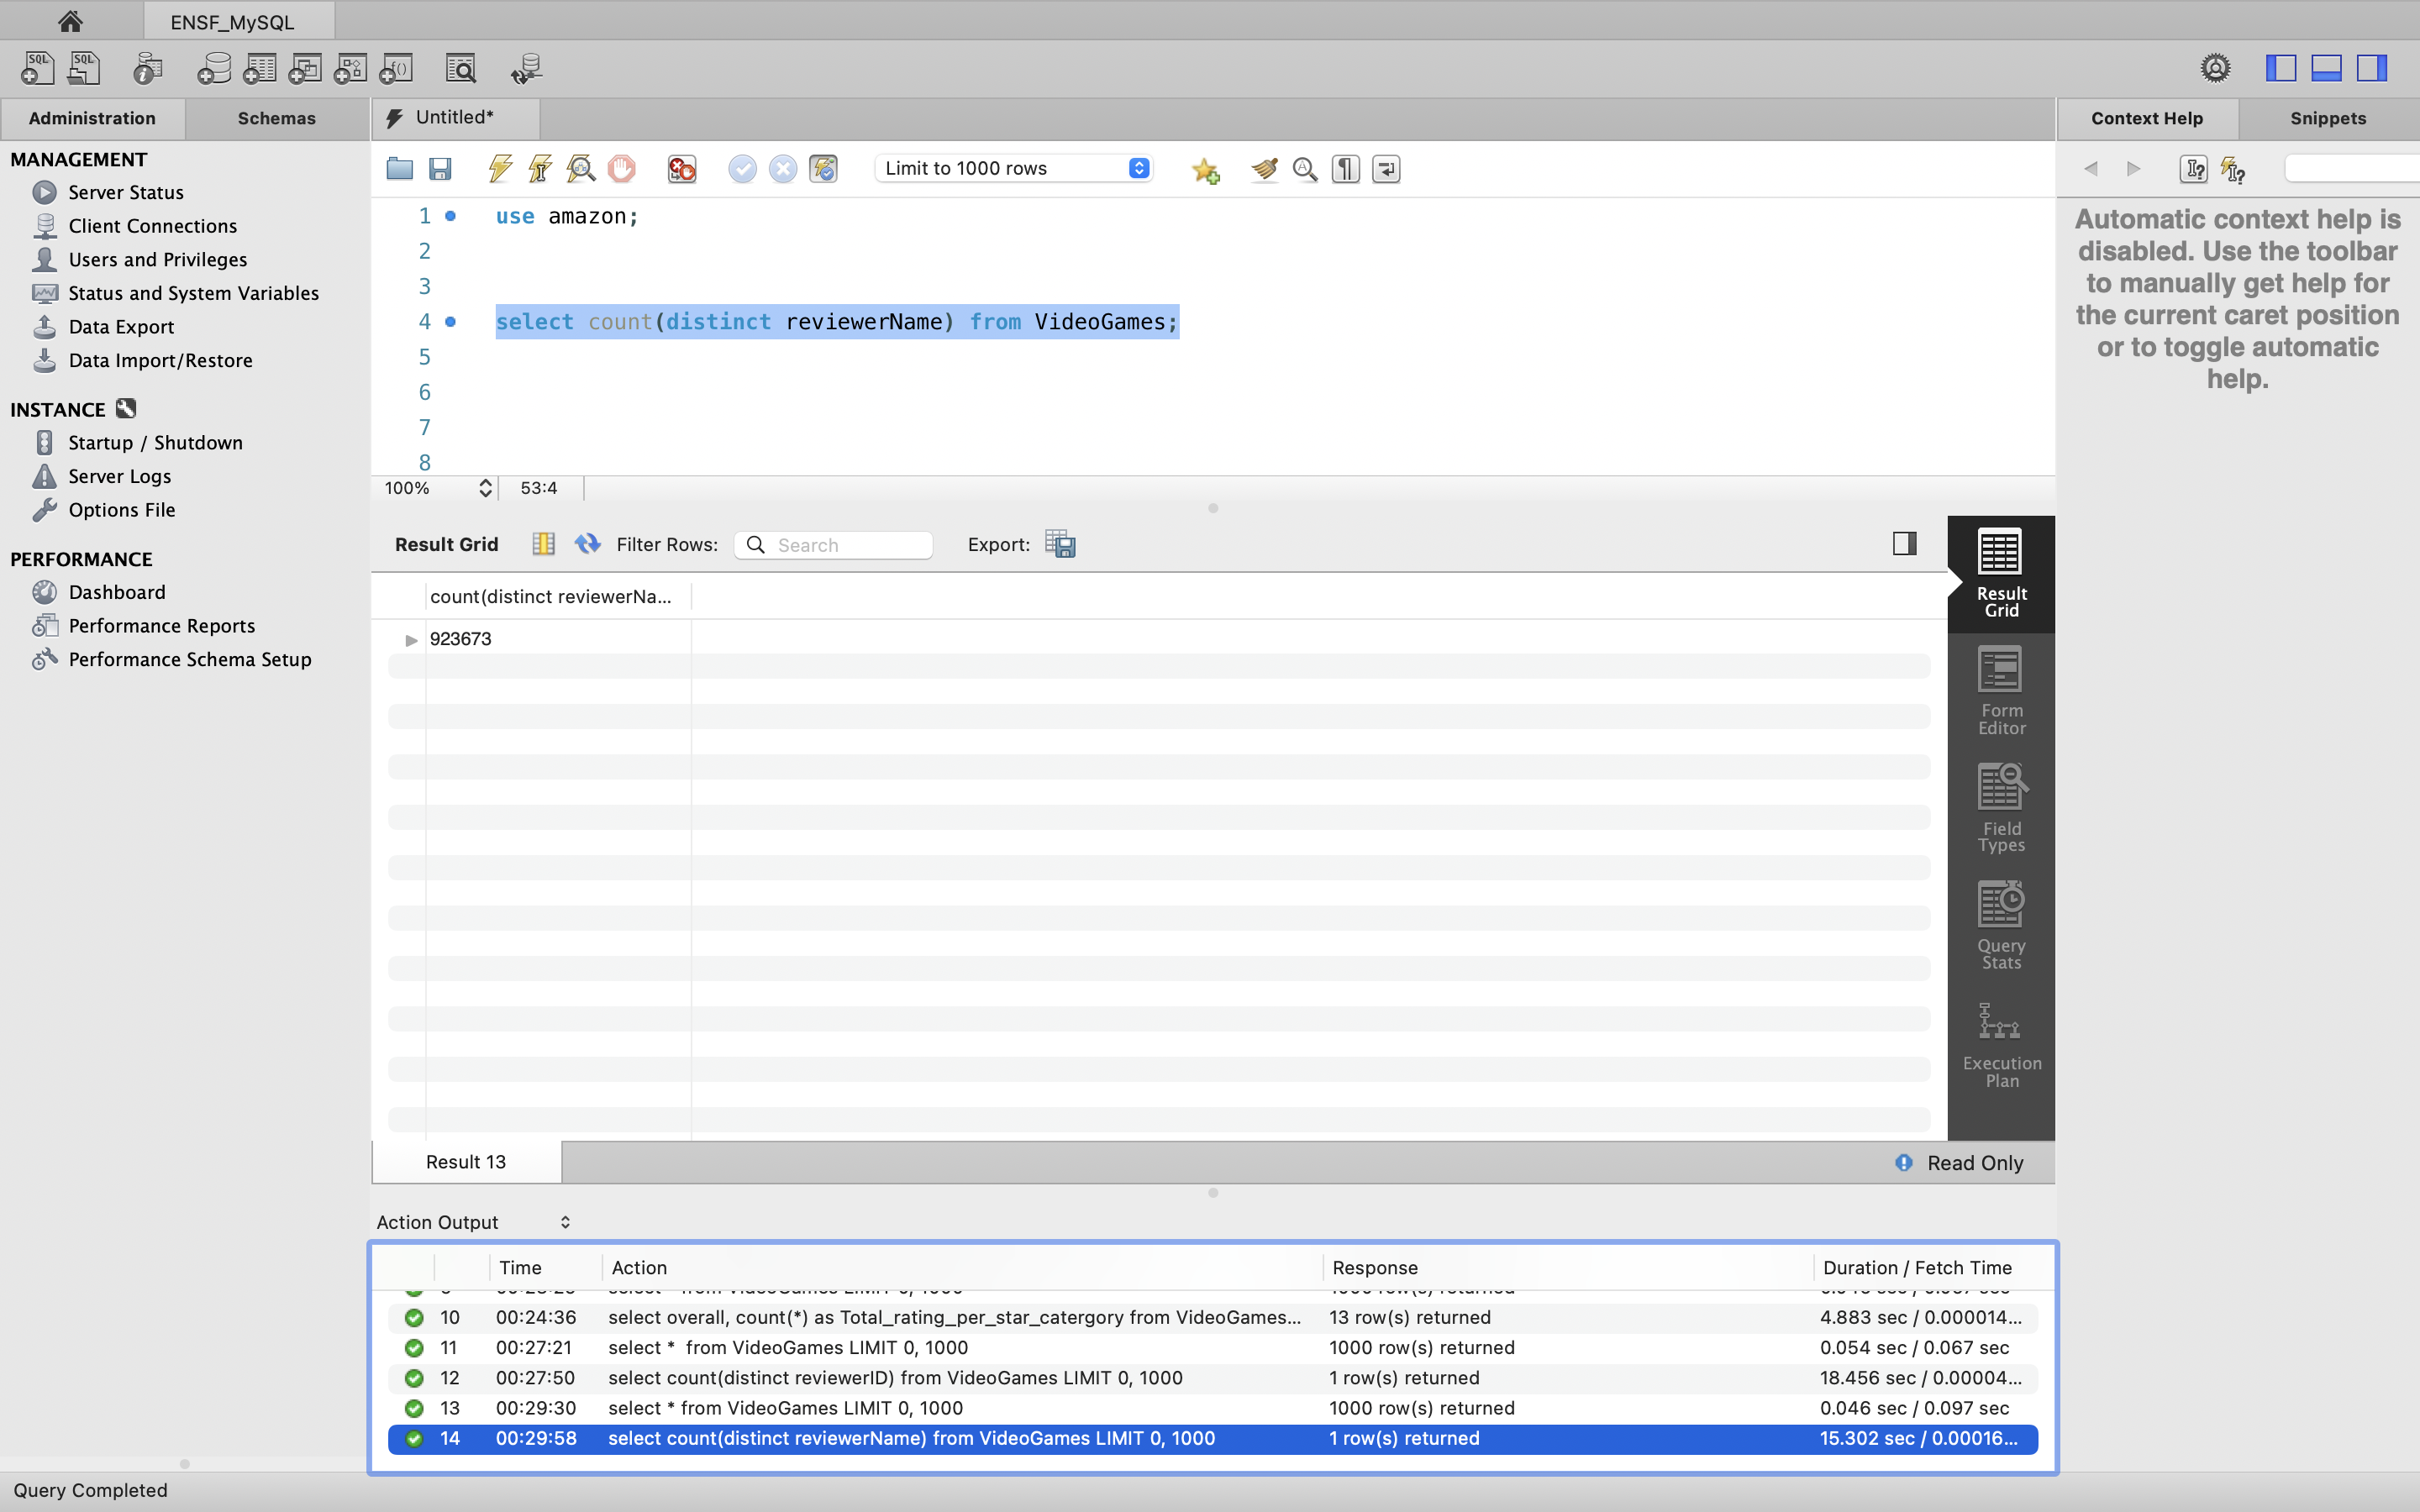 ENSF_MySQL
SQL SQL
Administration Schemas
MANAGEMENT
Server Status
Client Connections
Users and Privileges
Status and System Variables
Data Export
Data Import/Restore
INSTANCE
Startup / Shutdown
Server Logs
Options File
PERFORMANCE
Dashboard
Performance Reports
Performance Schema Setup
Untitled*
Limit to 1000 rows
1 use amazon;
2
3
4 select count(distinct reviewerName) from VideoGames;
5
6
7
8
100% 53:4
Result Grid Filter Rows: Search Export:
count(distinct reviewerNa...
923673
Result Grid
Form Editor
Field Types
Query Stats
Execution Plan
Result 13 Read Only
Action Output
Time Action Response Duration / Fetch Time
10 00:24:36 select overall, count(*) as Total_rating_per_star_catergory from VideoGames... 13 row(s) returned 4.883 sec / 0.000014...
11 00:27:21 select *  from VideoGames LIMIT 0, 1000 1000 row(s) returned 0.054 sec / 0.067 sec
12 00:27:50 select count(distinct reviewerID) from VideoGames LIMIT 0, 1000 1 row(s) returned 18.456 sec / 0.00004...
13 00:29:30 select * from VideoGames LIMIT 0, 1000 1000 row(s) returned 0.046 sec / 0.097 sec
14 00:29:58 select count(distinct reviewerName) from VideoGames LIMIT 0, 1000 1 row(s) returned 15.302 sec / 0.00016...
Query Completed
Context Help Snippets
Automatic context help is
disabled. Use the toolbar
to manually get help for
the current caret position
or to toggle automatic
help.